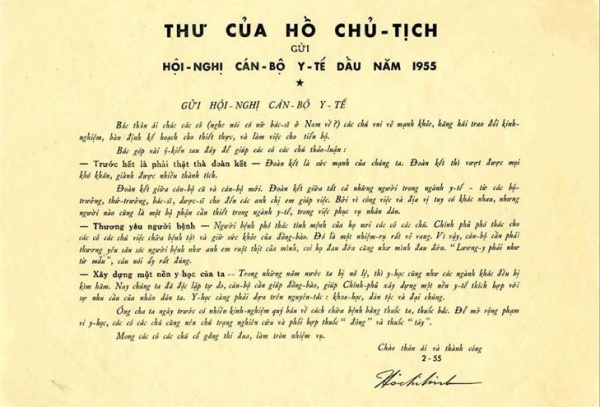 THƯ CỦA HỒ CHỦ-TỊCH
GỬI
HỘI-NGHỊ CÁN-BỘ Y-TẾ DẦU NĂM 1955
GỬI HỘI-NGHỊ CÁN-BỘ Y-TẾ
Bác thân ái chúc các cô (nghe nói có nữ bác-sĩ ở Nam về?) các chú vui vẻ mạnh khỏe, hăng hái trao đổi kinh-
nghiệm, bàn định kế hoạch cho thiết thực, và làm việc cho tiến bộ.
Bác góp vài ý-kiến sau đây để giúp các cô các chú thảo-luận:
— Trước hết là phải thật thà đoàn kết — Đoàn kết là sức mạnh của chúng ta. Đoàn kết thì vượt được mọi
khó khăn, giành được nhiều thành tích.
Đoàn kết giữa cán-bộ cũ và cán-bộ mới. Đoàn kết giữa tất cả những người trong ngành y-tế - từ các bộ-
trưởng, thứ-trưởng, bác-sĩ, dược-sĩ cho đến các anh chị em giúp việc. Bởi vì công việc và địa vị tuy có khác nhau, nhưng
người nào cũng là một bộ phận cần thiết trong ngành y-tế, trong việc phục vụ nhân dân.
— Thương yêu người bệnh — Người bệnh phó thác tính mệnh của họ nơi các cô các chú. Chính phủ phó thác cho
các cô các chú việc chữa bệnh tật và giữ sức khỏe của đồng-bào. Đó là một nhiệm-vụ rất vẻ vang. Vì vậy, cán-bộ cần phải
thương yêu săn sóc người bệnh như anh em ruột thịt của mình, coi họ đau đớn cũng như mình đau đớn. "Lương-y phải như
từ mẫu", câu nói ấy rất đúng.
— Xây dựng một nền y-học của ta -- Trong những năm nước ta bị nô lệ, thì y-học cũng như các ngành khác đều bị
kìm hãm. Nay chúng ta đã độc lập tự do, cán-bộ cần giúp đồng-bào, giúp Chính-phủ xây dựng một nền y-tế thích hợp với
sự nhu cầu của nhân dân ta. Y-học cũng phải dựa trên nguyên-tắc: khoa-học, dân tộc và đại chúng.
Ông cha ta ngày trước có nhiều kinh-nghiệm quý báu về cách chữa bệnh bằng thuốc ta, thuốc bắc. Để mở rộng phạm
vi y-học, các cô các chú cũng nên chú trọng nghiên cứu và phối hợp thuốc "đông" và thuốc "tây".
Mong các cô các chú cố gắng thi đua, làm tròn nhiệm vụ.
Chào thân ái và thành công
2-55
Hồ Chí Minh